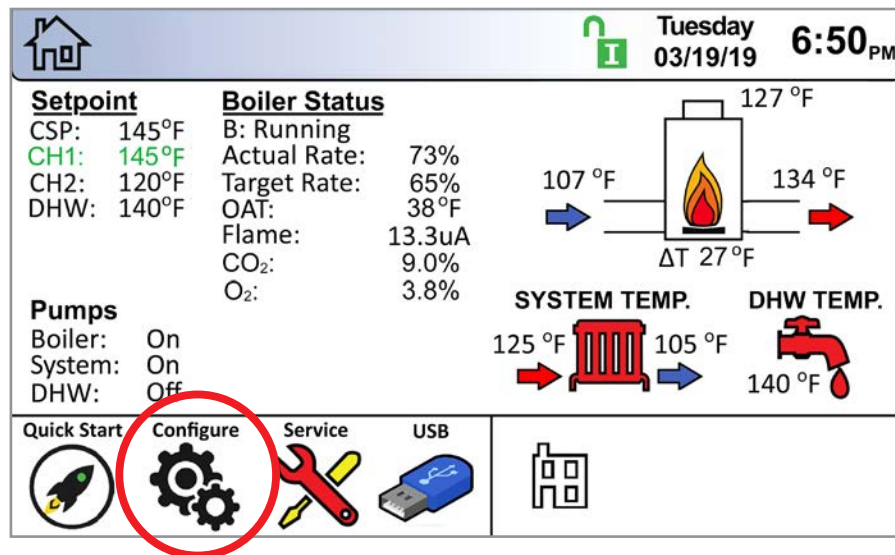 Tuesday
03/19/19
6:50 PM
Setpoint
CSP: 145°F
CH1: 145°F
CH2: 120°F
DHW: 140°F
Boiler Status
B: Running
Actual Rate: 73%
Target Rate: 65%
OAT: 38°F
Flame: 13.3uA
CO₂: 9.0%
O₂: 3.8%
127 °F
107 °F
134 °F
ΔT 27°F
Pumps
Boiler: On
System: On
DHW: Off
SYSTEM TEMP.
125 °F
105 °F
DHW TEMP.
140 °F
Quick Start
Configure
Service
USB